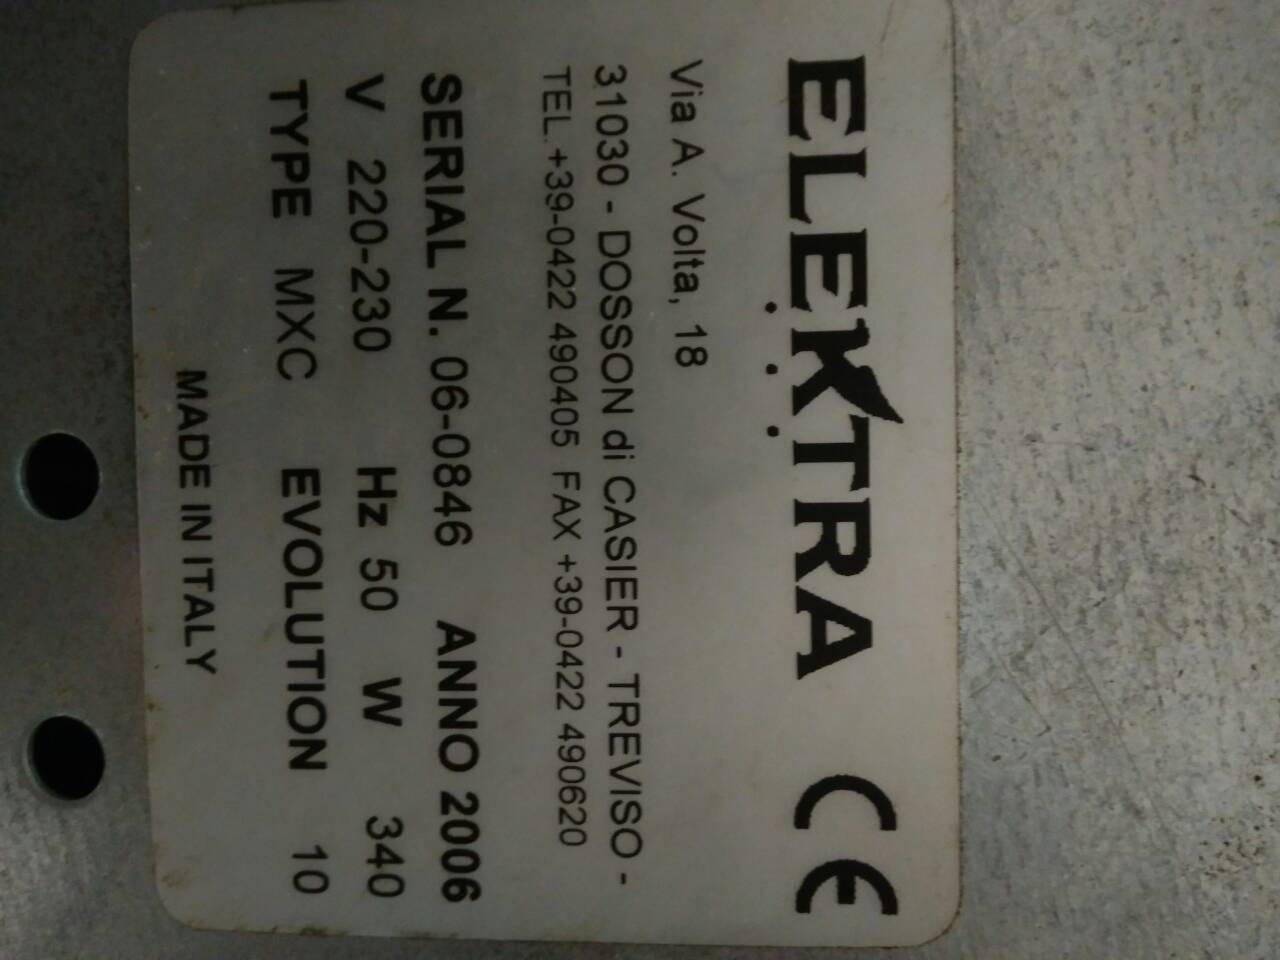 ELEKTRA CE
Via A. Volta, 18
31030 - DOSSON di CASIER - TREVISO -
TEL. +39-0422 490405 FAX +39-0422 490620
SERIAL N. 06-0846 ANNO 2006
V 220-230 Hz 50 W 340
TYPE MXC EVOLUTION 10
MADE IN ITALY